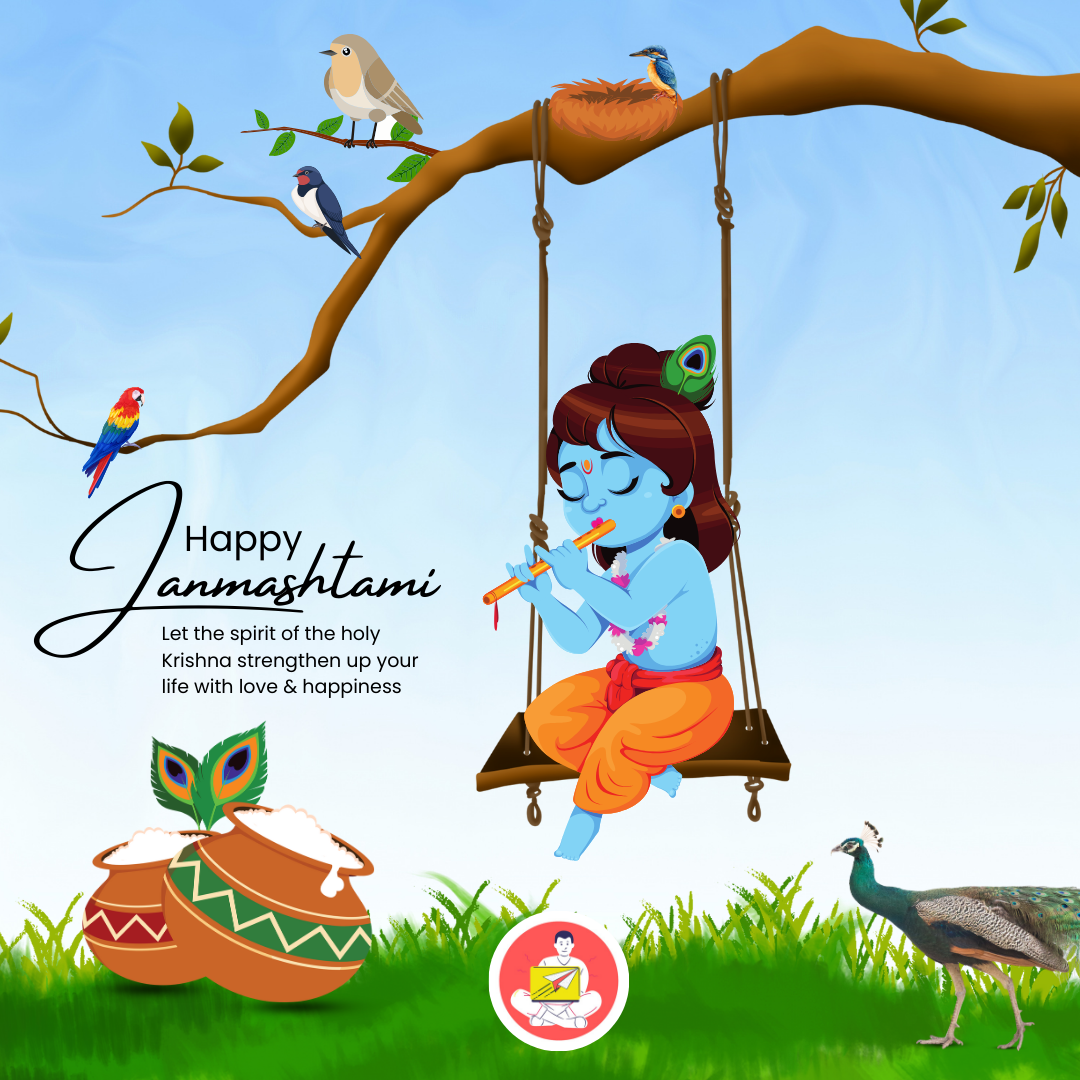 Happy
Janmashtami
Let the spirit of the holy
Krishna strengthen up your
life with love & happiness